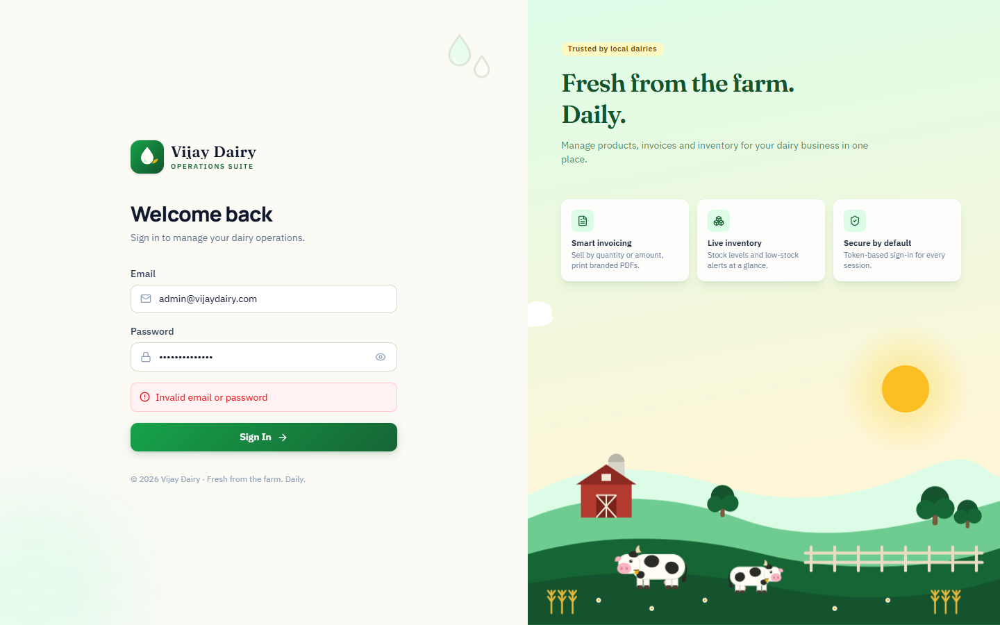 Vijay Dairy
OPERATIONS SUITE
Welcome back
Sign in to manage your dairy operations.
Email
admin@vijaydairy.com
Password
••••••••••••••
Invalid email or password
Sign In
© 2026 Vijay Dairy · Fresh from the farm. Daily.
Trusted by local dairies
Fresh from the farm.
Daily.
Manage products, invoices and inventory for your dairy business in one
place.
Smart invoicing
Sell by quantity or amount,
print branded PDFs.
Live inventory
Stock levels and low-stock
alerts at a glance.
Secure by default
Token-based sign-in for every
session.